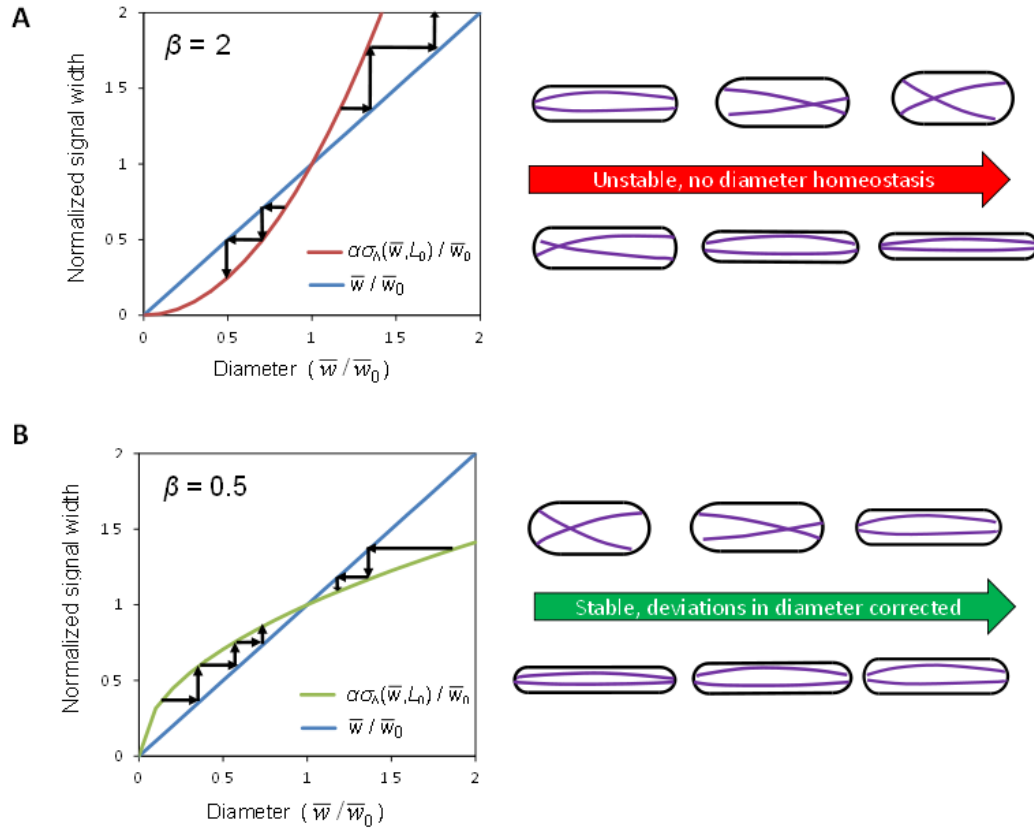 A
β = 2
Normalized signal width
2
1 5
1
0 5
0
0
0 5
1
1 5
2
ασλ(w̅,L₀) / w̅₀
w̅ / w̅₀
Diameter ( w̅ / w̅₀)
Unstable, no diameter homeostasis
B
β = 0.5
Normalized signal width
2
1 5
1
0 5
0
0
0 5
1
1 5
2
ασλ(w̅,L₀) / w̅₀
w̅ / w̅₀
Diameter ( w̅ / w̅₀)
Stable, deviations in diameter corrected